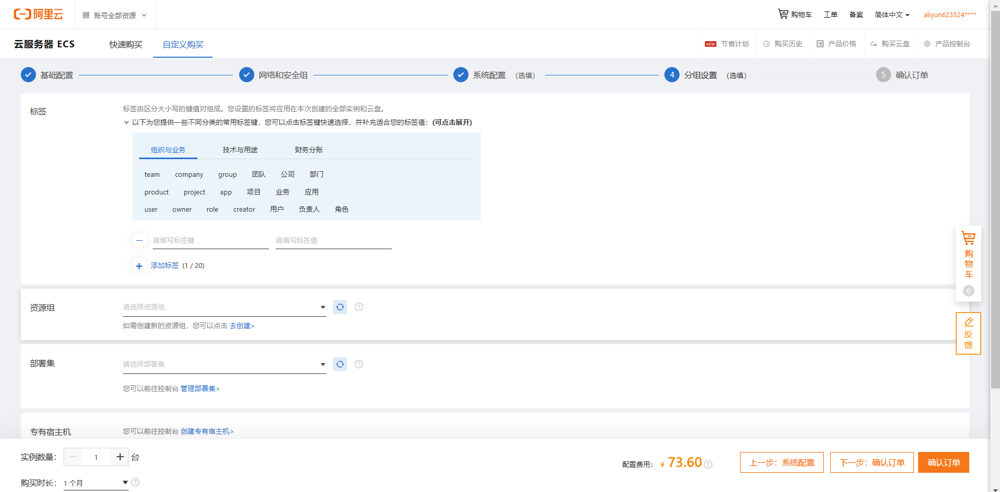 阿里云 账号全部资源 购物车 工单 备案 简体中文 aliyun623524****
云服务器 ECS 快速购买 自定义购买 NEW 节省计划 购买历史 产品价格 购买云盘 产品控制台
基础配置 网络和安全组 系统配置 (选填) 4 分组设置 (选填) 5 确认订单
标签 标签由区分大小写的键值对组成。您设置的标签将应用在本次创建的全部实例和云盘。
以下为您提供一些不同分类的常用标签键，您可以点击标签键快速选择，并补充适合您的标签值：(可点击展开)
组织与业务 技术与用途 财务分账
team company group 团队 公司 部门
product project app 项目 业务 应用
user owner role creator 用户 负责人 角色
请填写标签键 请填写标签值
添加标签 (1 / 20)
购物车
0
资源组 请选择资源组 ?
如需创建新的资源组，您可以点击 去创建>
反馈
部署集 请选择部署集 ?
您可以前往控制台 管理部署集>
专有宿主机 您可以前往控制台 创建专有宿主机>
实例数量： 1 台
配置费用： ¥ 73.60 ? 上一步：系统配置 下一步：确认订单 确认订单
购买时长： 1 个月 ?